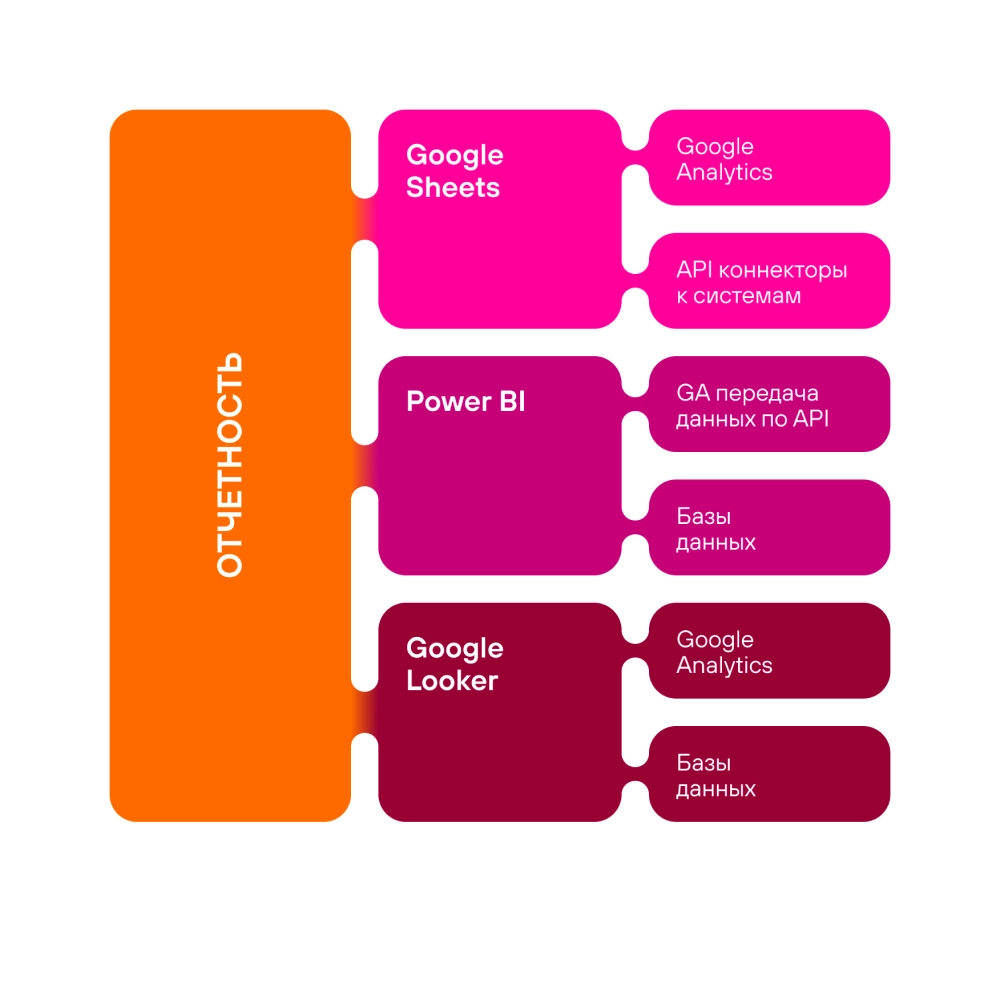 ОТЧЕТНОСТЬ
Google
Sheets
Google
Analytics
API коннекторы
к системам
Power BI
GA передача
данных по API
Базы
данных
Google
Looker
Google
Analytics
Базы
данных